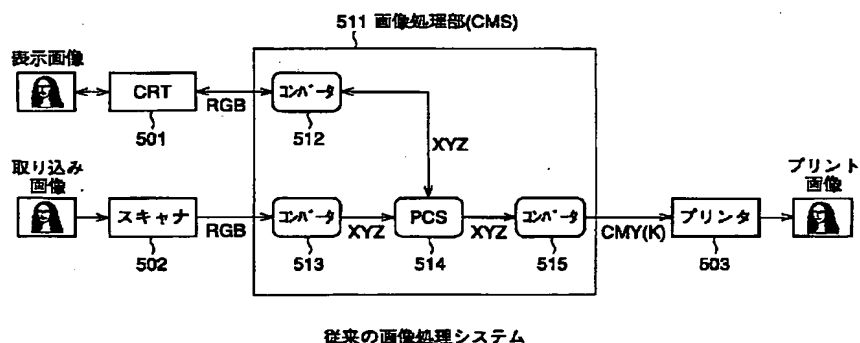 511 画像処理部(CMS)
表示画像
CRT
RGB
コンバータ
501
512
XYZ
取り込み
画像
プリント
画像
スキャナ
RGB
コンバータ
XYZ
PCS
XYZ
コンバータ
CMY(K)
プリンタ
502
513
514
515
503
従来の画像処理システム